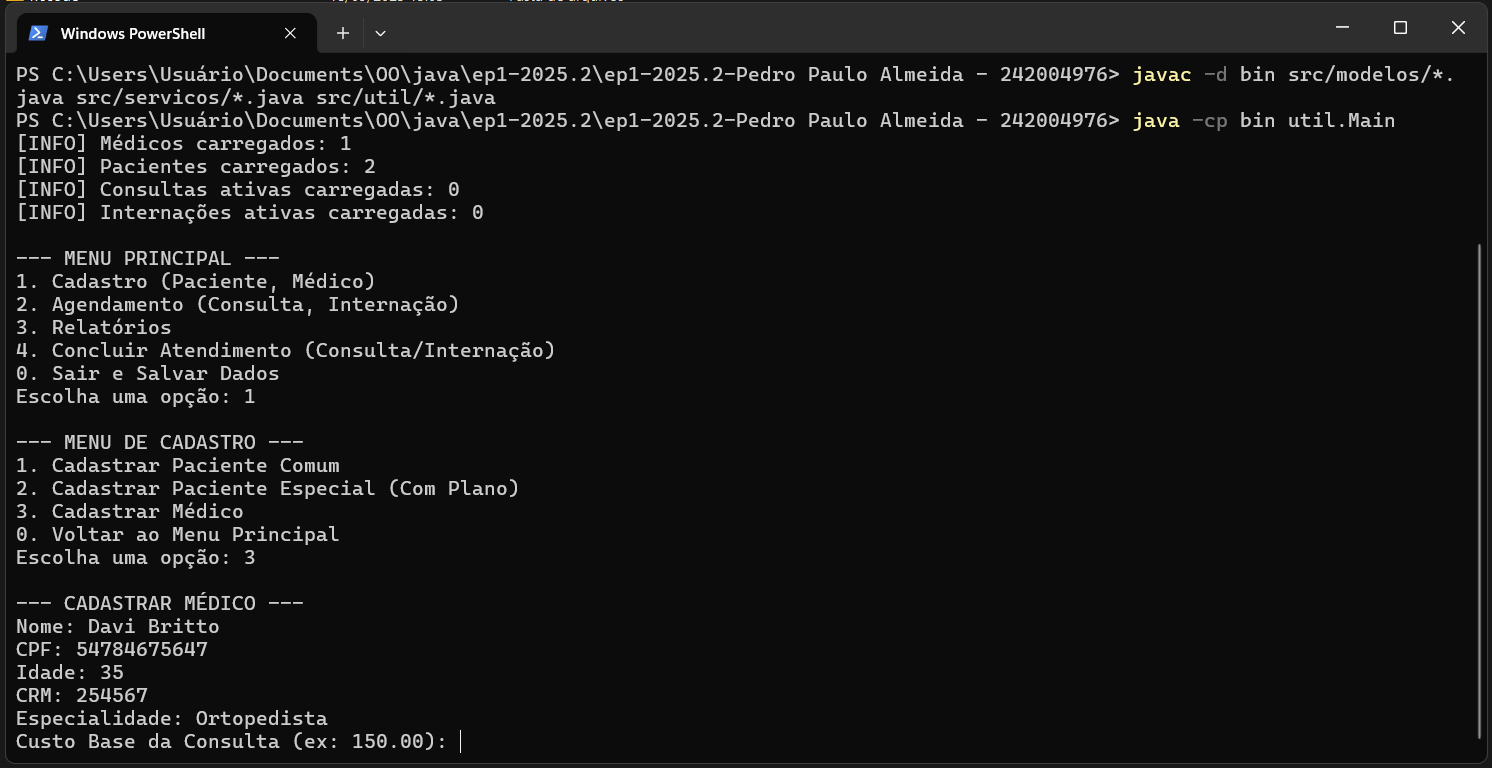 Windows PowerShell
PS C:\Users\Usuário\Documents\OO\java\ep1-2025.2\ep1-2025.2-Pedro Paulo Almeida - 242004976> javac -d bin src/modelos/*.
java src/servicos/*.java src/util/*.java
PS C:\Users\Usuário\Documents\OO\java\ep1-2025.2\ep1-2025.2-Pedro Paulo Almeida - 242004976> java -cp bin util.Main
[INFO] Médicos carregados: 1
[INFO] Pacientes carregados: 2
[INFO] Consultas ativas carregadas: 0
[INFO] Internações ativas carregadas: 0
--- MENU PRINCIPAL ---
1. Cadastro (Paciente, Médico)
2. Agendamento (Consulta, Internação)
3. Relatórios
4. Concluir Atendimento (Consulta/Internação)
0. Sair e Salvar Dados
Escolha uma opção: 1
--- MENU DE CADASTRO ---
1. Cadastrar Paciente Comum
2. Cadastrar Paciente Especial (Com Plano)
3. Cadastrar Médico
0. Voltar ao Menu Principal
Escolha uma opção: 3
--- CADASTRAR MÉDICO ---
Nome: Davi Britto
CPF: 54784675647
Idade: 35
CRM: 254567
Especialidade: Ortopedista
Custo Base da Consulta (ex: 150.00):